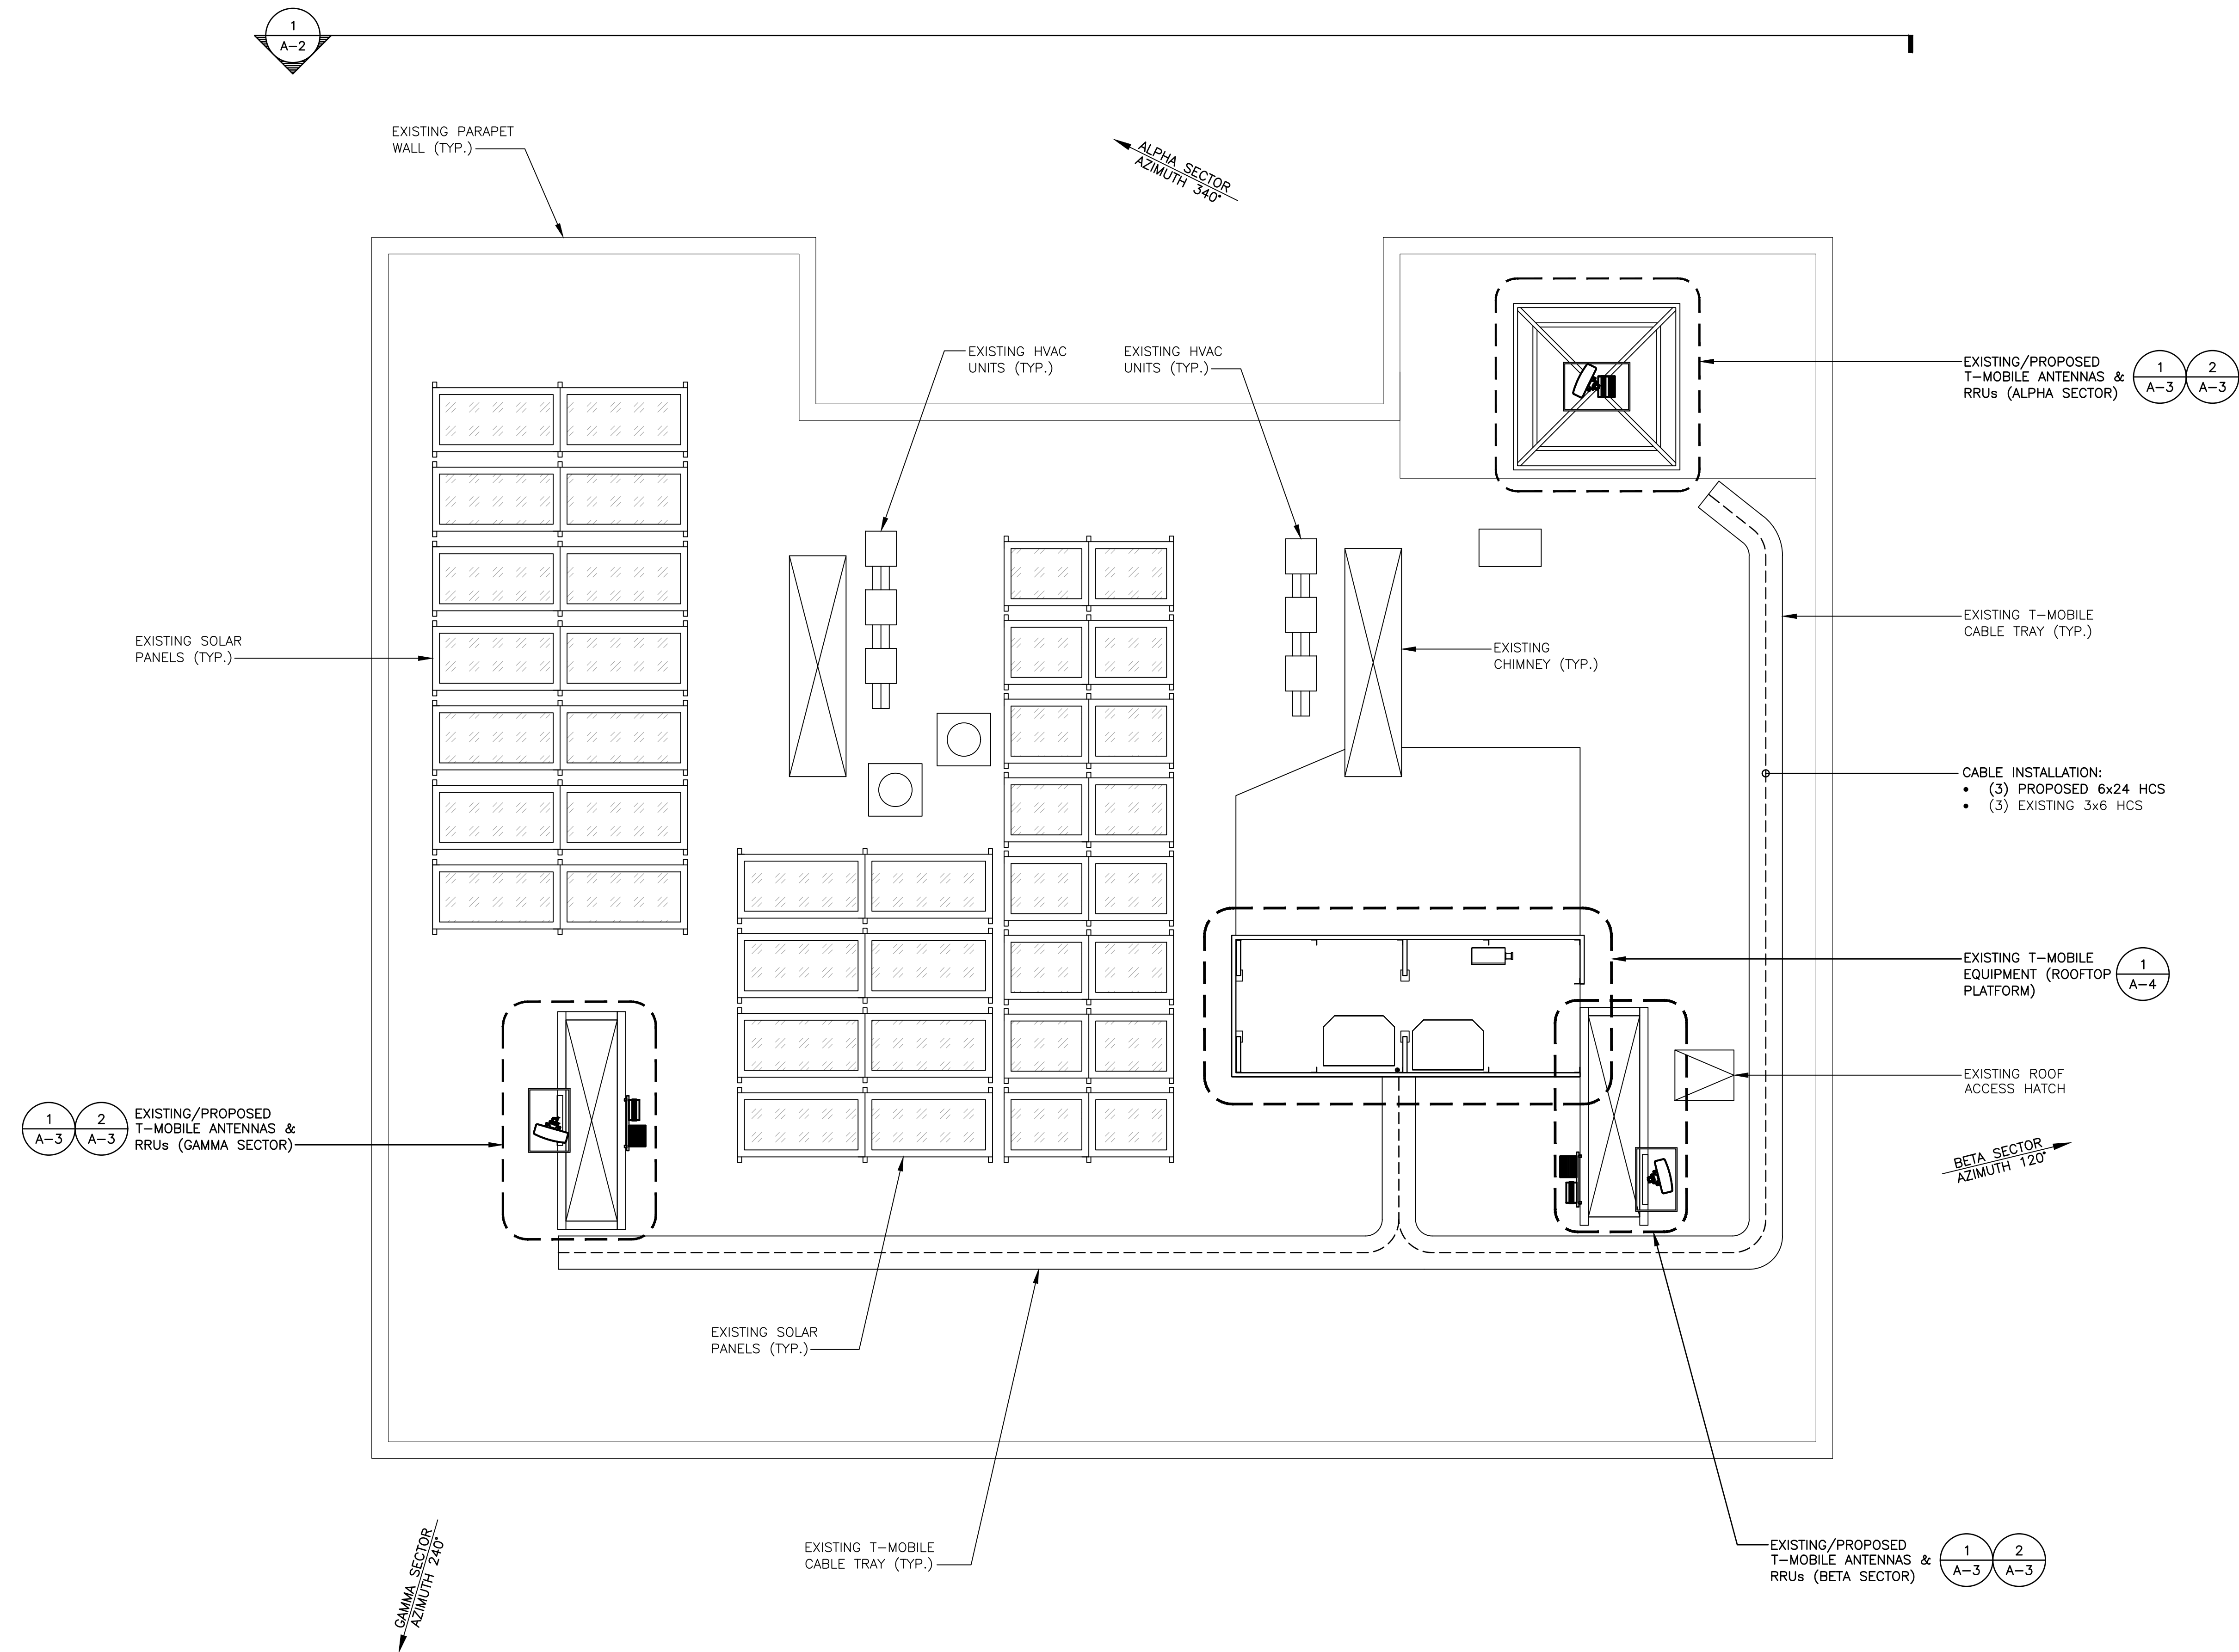 1
A-2
EXISTING PARAPET
WALL (TYP.)
ALPHA SECTOR
AZIMUTH 340°
EXISTING HVAC
UNITS (TYP.)
EXISTING HVAC
UNITS (TYP.)
EXISTING/PROPOSED
T-MOBILE ANTENNAS &
RRUs (ALPHA SECTOR)
1
A-3
2
A-3
EXISTING SOLAR
PANELS (TYP.)
EXISTING
CHIMNEY (TYP.)
EXISTING T-MOBILE
CABLE TRAY (TYP.)
CABLE INSTALLATION:
• (3) PROPOSED 6x24 HCS
• (3) EXISTING 3x6 HCS
EXISTING T-MOBILE
EQUIPMENT (ROOFTOP
PLATFORM)
1
A-4
EXISTING ROOF
ACCESS HATCH
1
A-3
2
A-3
EXISTING/PROPOSED
T-MOBILE ANTENNAS &
RRUs (GAMMA SECTOR)
BETA SECTOR
AZIMUTH 120°
EXISTING SOLAR
PANELS (TYP.)
GAMMA SECTOR
AZIMUTH 240°
EXISTING T-MOBILE
CABLE TRAY (TYP.)
EXISTING/PROPOSED
T-MOBILE ANTENNAS &
RRUs (BETA SECTOR)
1
A-3
2
A-3